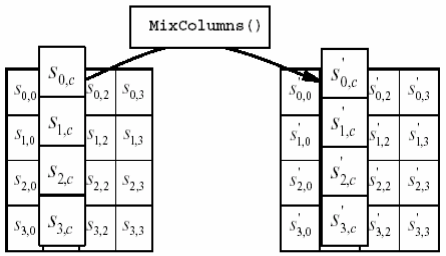 MixColumns()
S0,c S'0,c
S0,0 S0,2 S0,3 S'0,0 S'0,2 S'0,3
S1,c S'1,c
S1,0 S1,2 S1,3 S'1,0 S'1,2 S'1,3
S2,c S'2,c
S2,0 S2,2 S2,3 S'2,0 S'2,2 S'2,3
S3,c S'3,c
S3,0 S3,2 S3,3 S'3,0 S'3,2 S'3,3